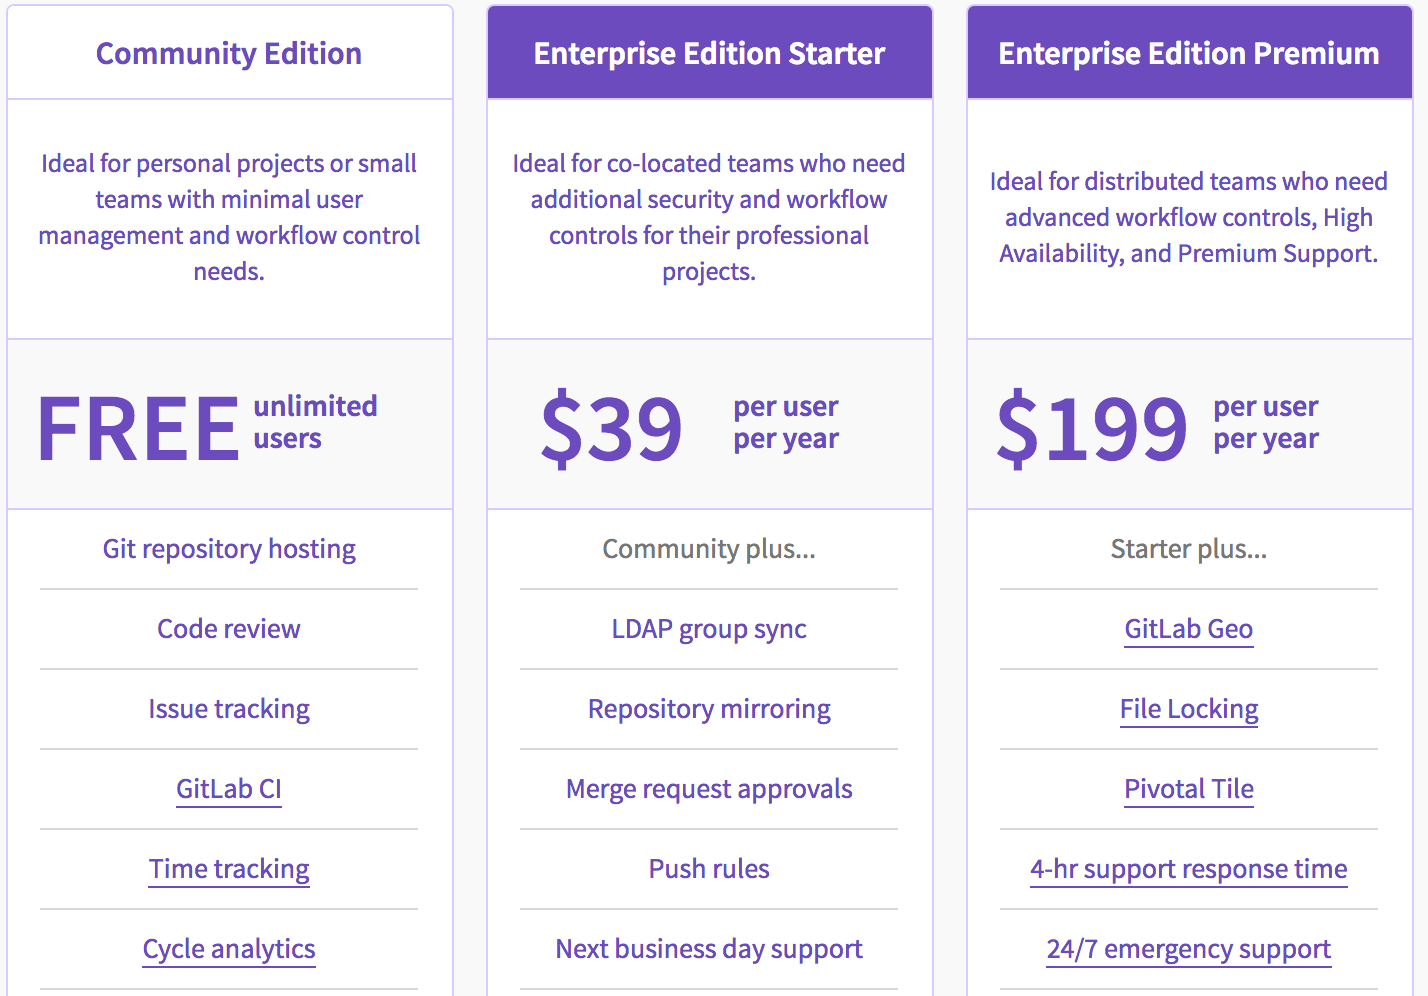 Community Edition
Ideal for personal projects or small
teams with minimal user
management and workflow control
needs.
FREE unlimited
users
Git repository hosting
Code review
Issue tracking
GitLab CI
Time tracking
Cycle analytics
Enterprise Edition Starter
Ideal for co-located teams who need
additional security and workflow
controls for their professional
projects.
$39 per user
per year
Community plus...
LDAP group sync
Repository mirroring
Merge request approvals
Push rules
Next business day support
Enterprise Edition Premium
Ideal for distributed teams who need
advanced workflow controls, High
Availability, and Premium Support.
$199 per user
per year
Starter plus...
GitLab Geo
File Locking
Pivotal Tile
4-hr support response time
24/7 emergency support